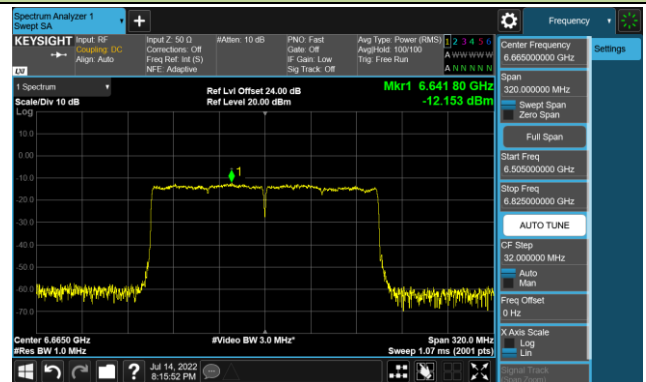 Spectrum Analyzer 1
Swept SA
Frequency
KEYSIGHT
Input: RF
Coupling: DC
Align: Auto
Input Z: 50 Ω
Corrections: Off
Freq Ref: Int (S)
NFE: Adaptive
#Atten: 10 dB
PNO: Fast
Gate: Off
IF Gain: Low
Sig Track: Off
Avg Type: Power (RMS)
Avg|Hold: 100/100
Trig: Free Run
1 2 3 4 5 6
A W W W W W
A N N N N N
LXI
1 Spectrum
Scale/Div 10 dB
Log
Ref Lvl Offset 24.00 dB
Ref Level 20.00 dBm
Mkr1 6.641 80 GHz
-12.153 dBm
10.0
0.00
-10.0
-20.0
-30.0
-40.0
-50.0
-60.0
-70.0
1
Center 6.6650 GHz
#Res BW 1.0 MHz
#Video BW 3.0 MHz*
Span 320.0 MHz
Sweep 1.07 ms (2001 pts)
Jul 14, 2022
8:15:52 PM
Center Frequency
6.665000000 GHz
Span
320.000000 MHz
Swept Span
Zero Span
Full Span
Start Freq
6.505000000 GHz
Stop Freq
6.825000000 GHz
AUTO TUNE
CF Step
32.000000 MHz
Auto
Man
Freq Offset
0 Hz
X Axis Scale
Log
Lin
Signal Track
(Span Zoom)
Settings